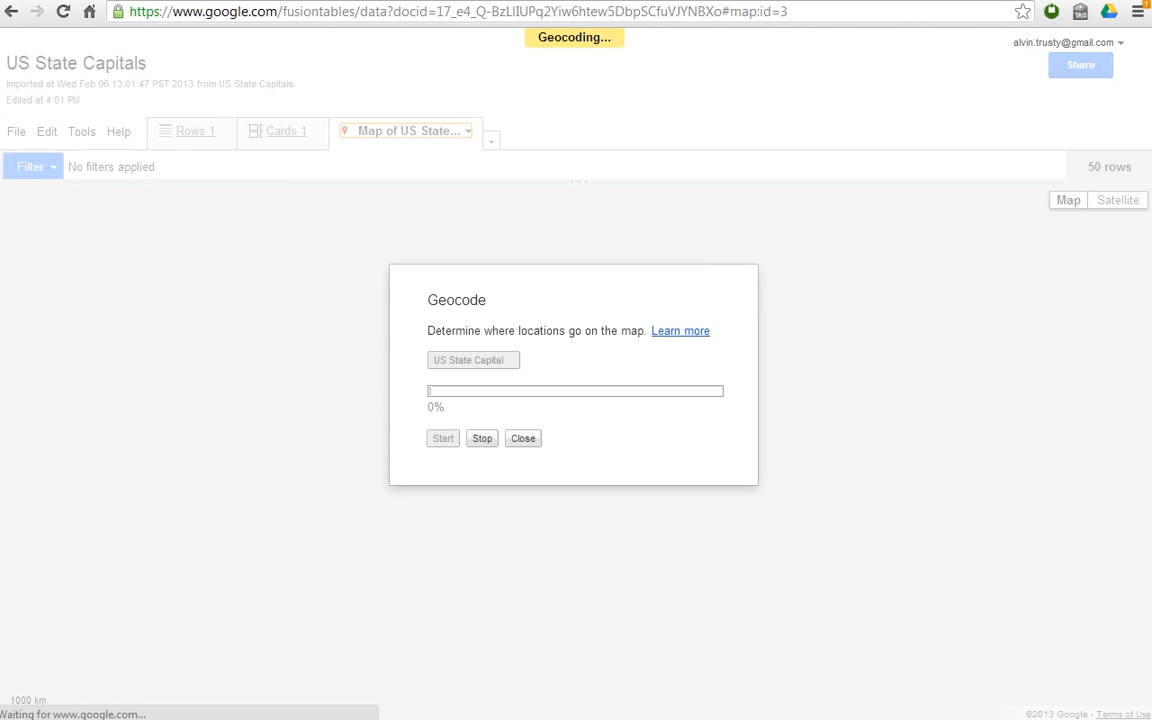 https://www.google.com/fusiontables/data?docid=17_e4_Q-BzLIlUPq2Yiw6htew5DbpSCfuVJYNBXo#map:id=3
Geocoding...
alvin.trusty@gmail.com
US State Capitals
Share
Imported at Wed Feb 06 13:01:47 PST 2013 from US State Capitals.
Edited at 4:01 PM
File Edit Tools Help Rows 1 Cards 1 Map of US State...
Filter No filters applied 50 rows
Map Satellite
Geocode
Determine where locations go on the map. Learn more
US State Capital
0%
Start Stop Close
1000 km
Waiting for www.google.com...
©2013 Google - Terms of Use